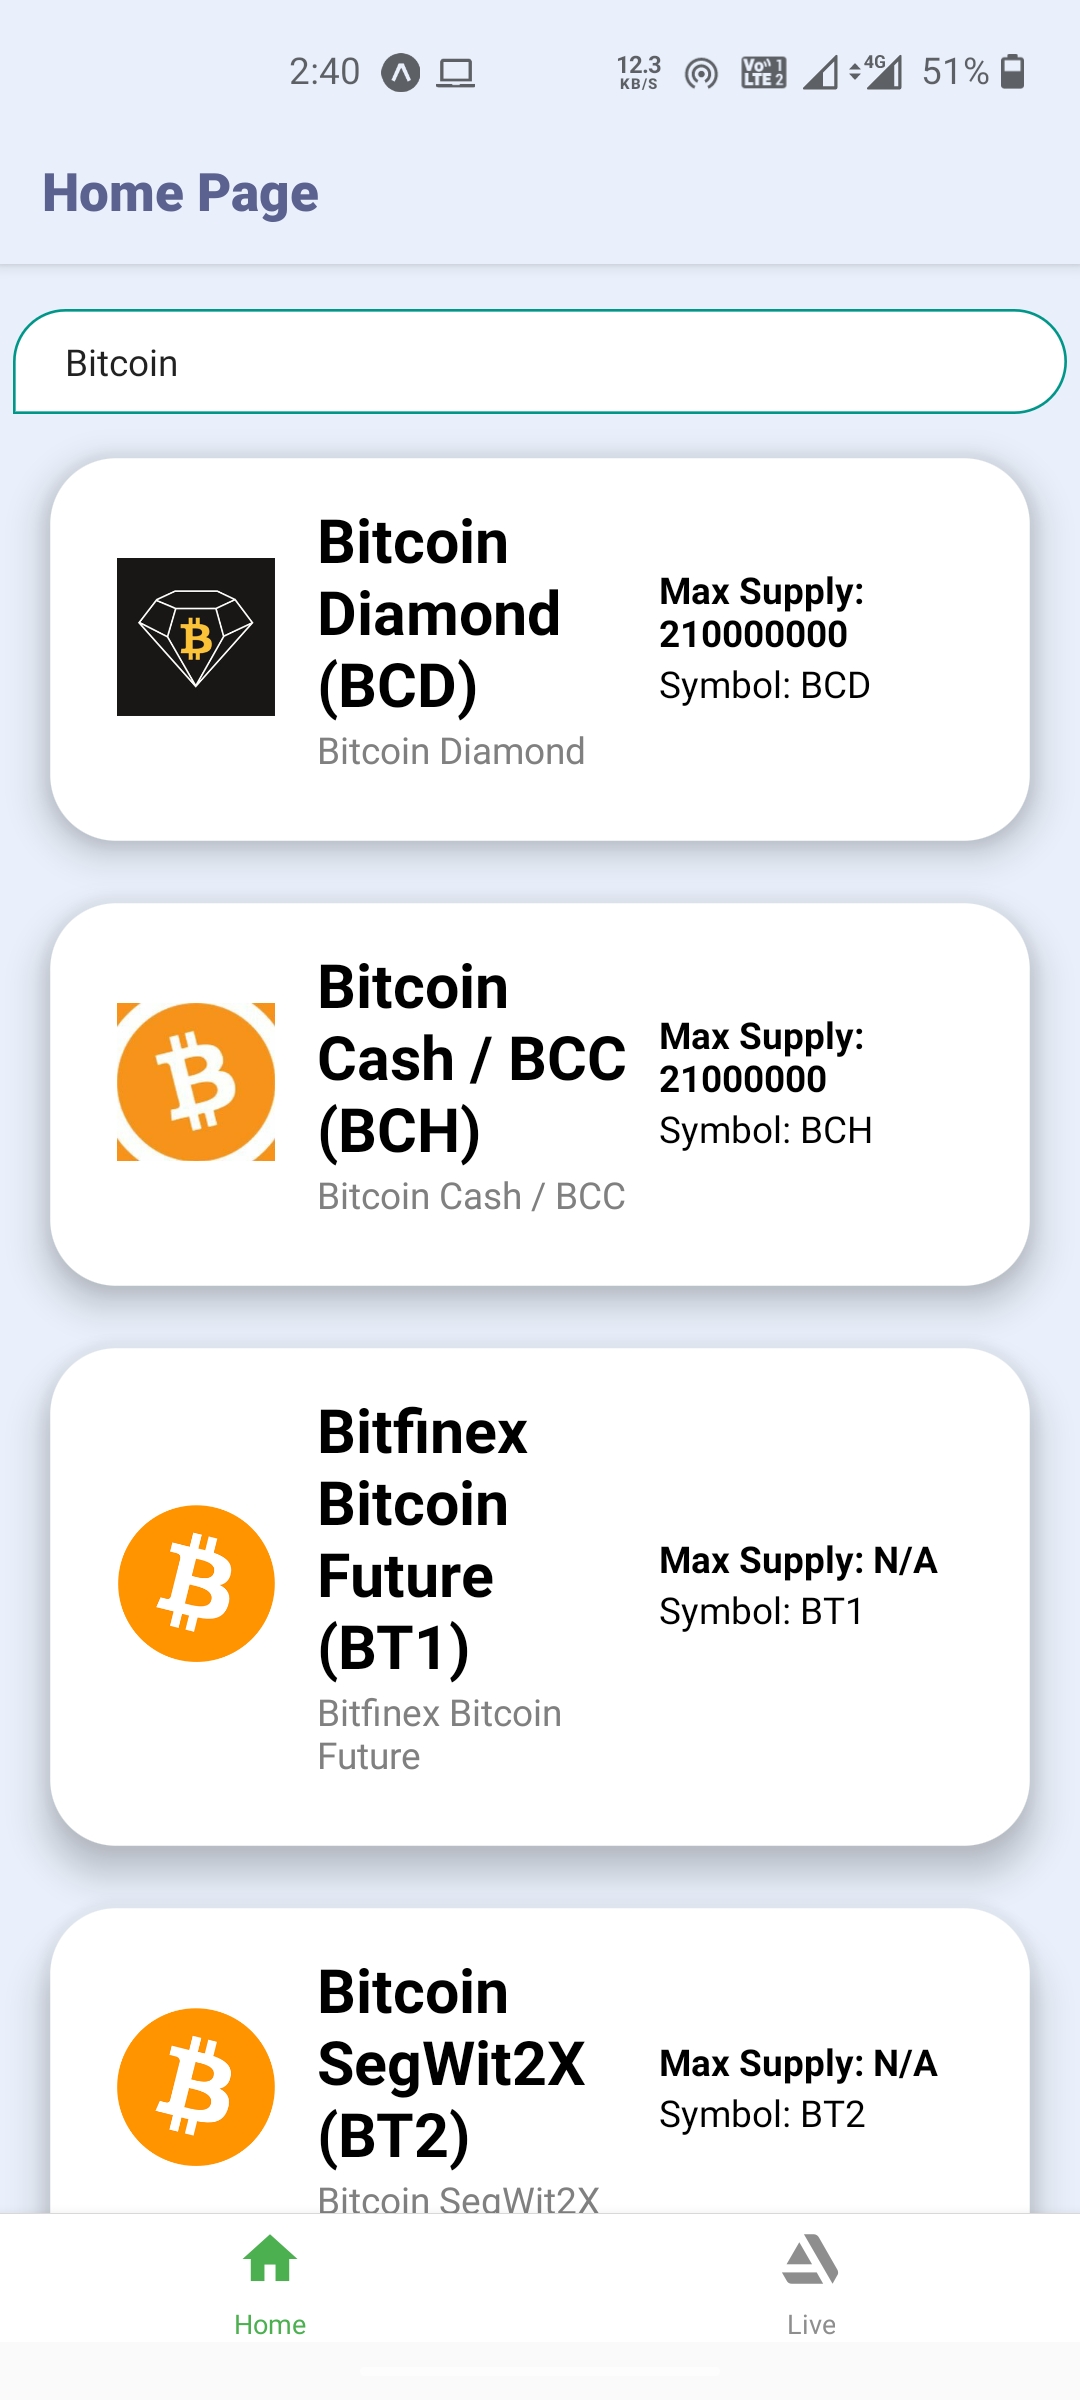 2:40 12.3 KB/S Vo)) 1 LTE 2 4G 51%
Home Page
Bitcoin
Bitcoin
Diamond
(BCD)
Bitcoin Diamond
Max Supply:
210000000
Symbol: BCD
Bitcoin
Cash / BCC
(BCH)
Bitcoin Cash / BCC
Max Supply:
21000000
Symbol: BCH
Bitfinex
Bitcoin
Future
(BT1)
Bitfinex Bitcoin
Future
Max Supply: N/A
Symbol: BT1
Bitcoin
SegWit2X
(BT2)
Bitcoin SegWit2X
Max Supply: N/A
Symbol: BT2
Home
Live